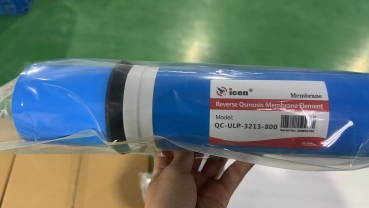 icon®
Membrane
Reverse Osmosis Membrane Element
Model:
QC-ULP-3213-800